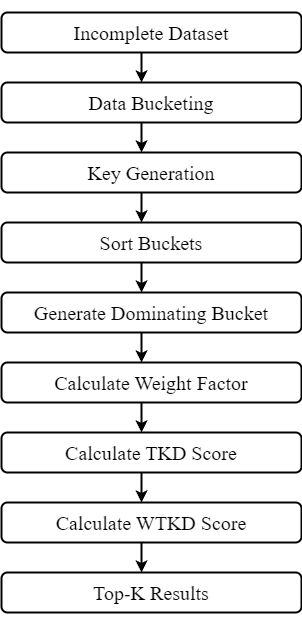 Incomplete Dataset
Data Bucketing
Key Generation
Sort Buckets
Generate Dominating Bucket
Calculate Weight Factor
Calculate TKD Score
Calculate WTKD Score
Top-K Results